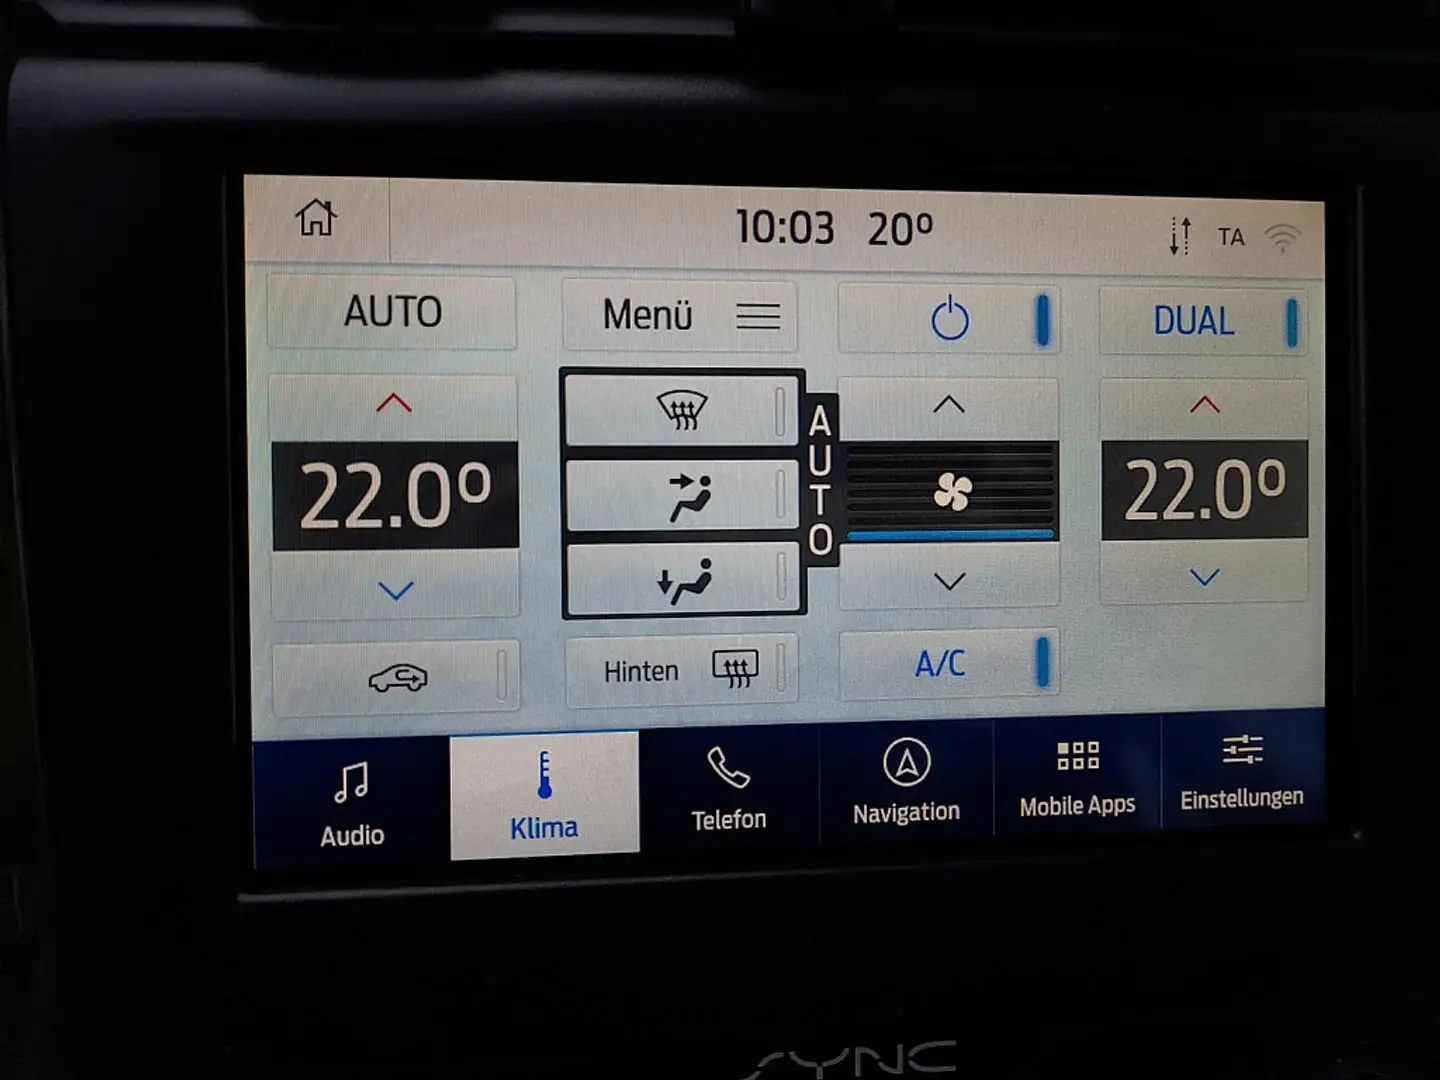 10:03 20°
TA
AUTO
Menü
DUAL
22.0°
AUTO
22.0°
Hinten
A/C
Audio
Klima
Telefon
Navigation
Mobile Apps
Einstellungen
SYNC